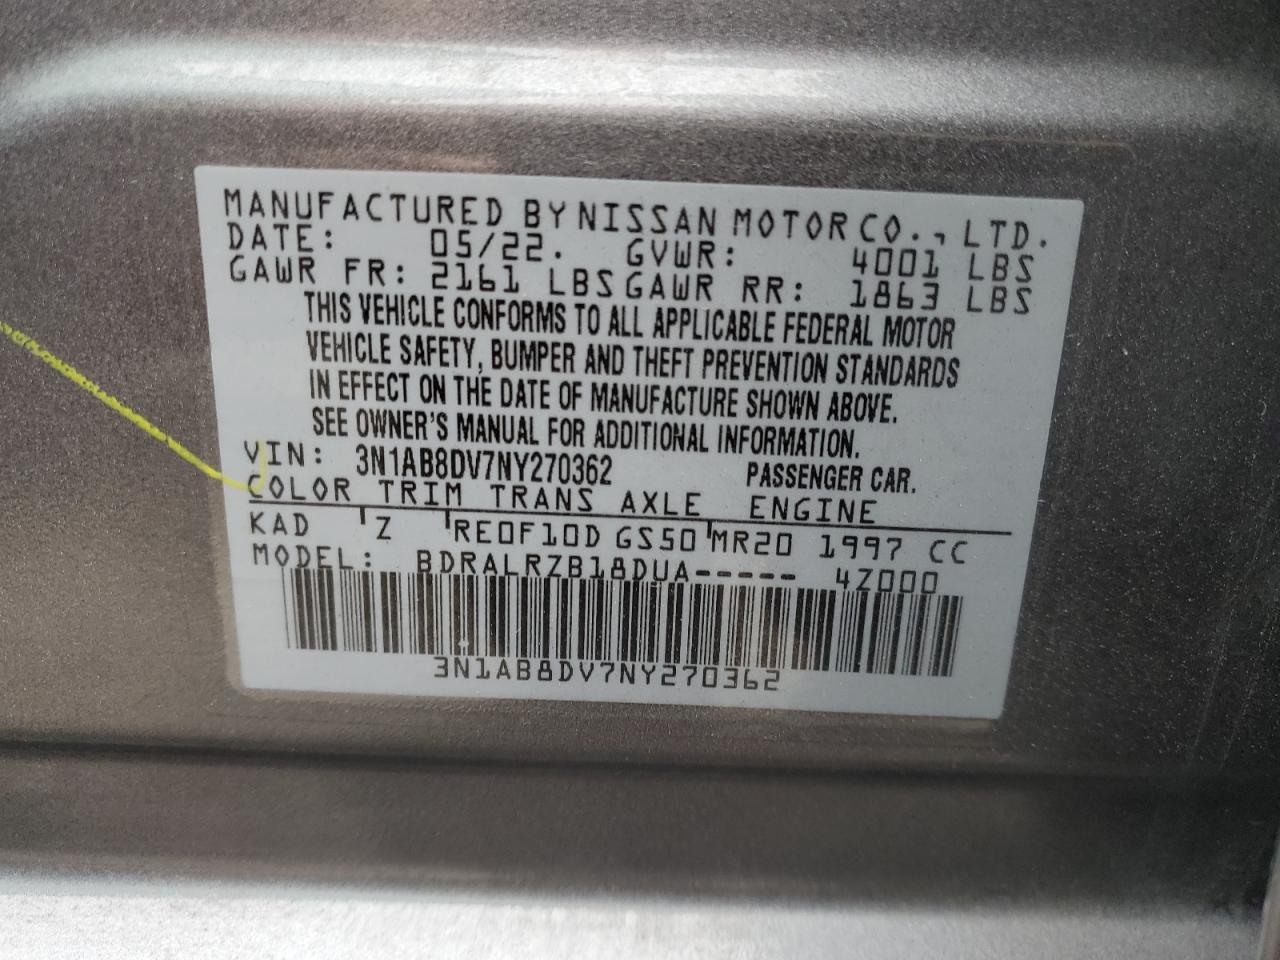 MANUFACTURED BY NISSAN MOTOR CO., LTD.
DATE: 05/22. GVWR: 4001 LBS
GAWR FR: 2161 LBS GAWR RR: 1863 LBS
THIS VEHICLE CONFORMS TO ALL APPLICABLE FEDERAL MOTOR
VEHICLE SAFETY, BUMPER AND THEFT PREVENTION STANDARDS
IN EFFECT ON THE DATE OF MANUFACTURE SHOWN ABOVE.
SEE OWNER'S MANUAL FOR ADDITIONAL INFORMATION.
VIN: 3N1AB8DV7NY270362 PASSENGER CAR.
COLOR TRIM TRANS AXLE ENGINE
KAD Z RE0F10D GS50 MR20 1997 CC
MODEL: BDRALRZB18DUA----- 4Z000
3N1AB8DV7NY270362